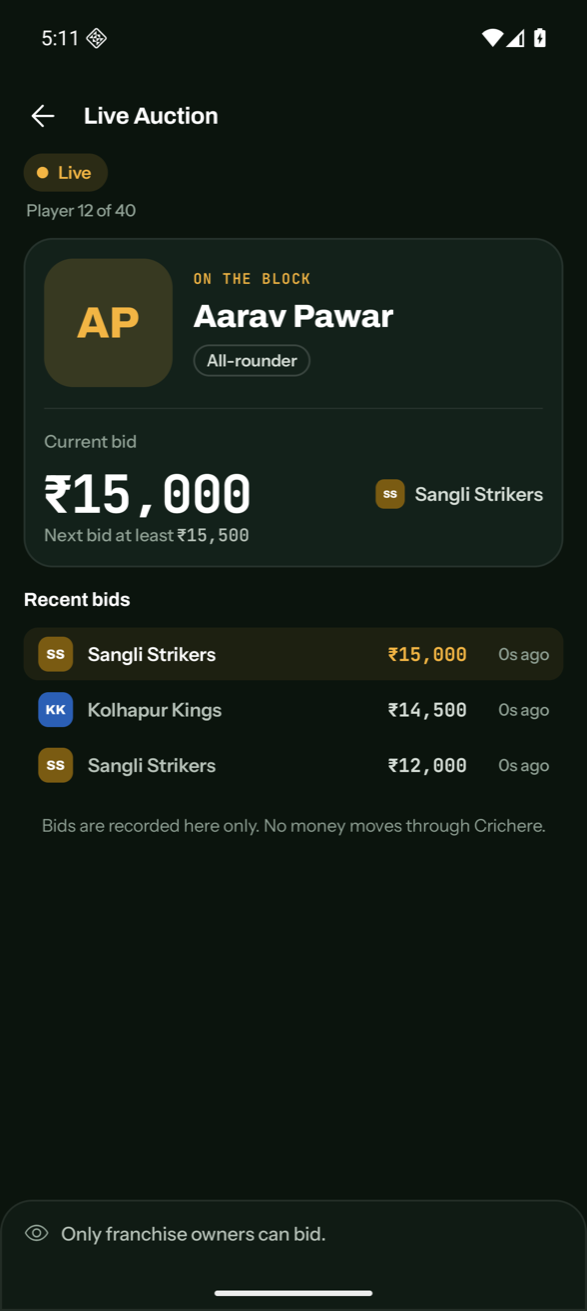 5:11
Live Auction
Live
Player 12 of 40
AP
ON THE BLOCK
Aarav Pawar
All-rounder
Current bid
₹15,000
SS Sangli Strikers
Next bid at least ₹15,500
Recent bids
SS Sangli Strikers ₹15,000 0s ago
KK Kolhapur Kings ₹14,500 0s ago
SS Sangli Strikers ₹12,000 0s ago
Bids are recorded here only. No money moves through Crichere.
Only franchise owners can bid.